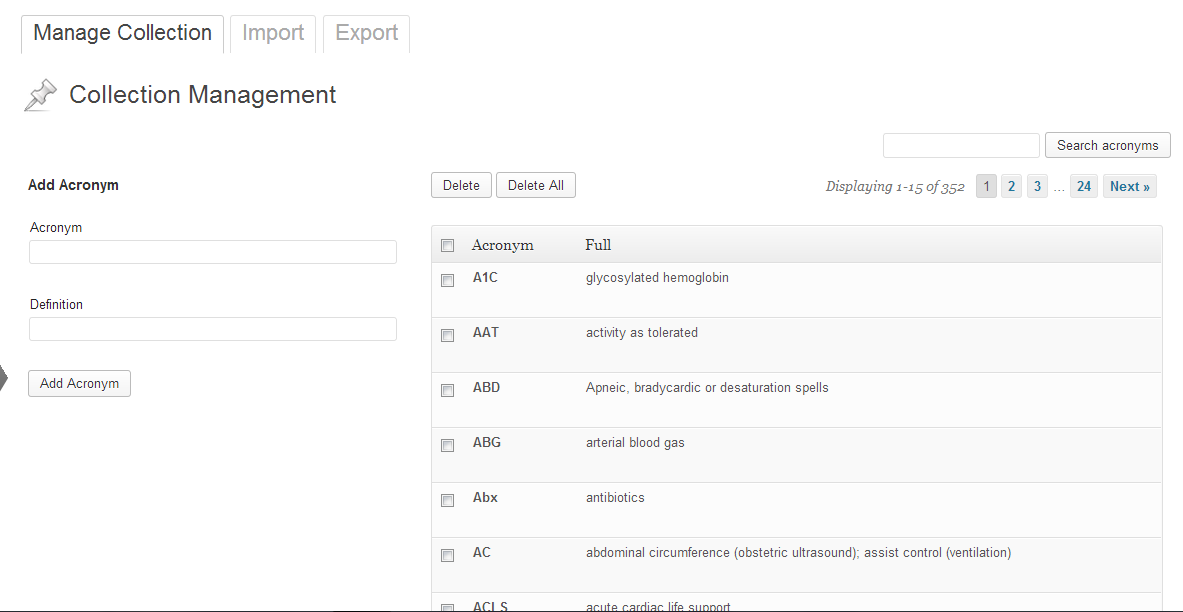 Manage Collection Import Export
Collection Management
Search acronyms
Add Acronym
Delete Delete All Displaying 1-15 of 352 1 2 3 ... 24 Next »
Acronym
Definition
Add Acronym
Acronym Full
A1C glycosylated hemoglobin
AAT activity as tolerated
ABD Apneic, bradycardic or desaturation spells
ABG arterial blood gas
Abx antibiotics
AC abdominal circumference (obstetric ultrasound); assist control (ventilation)
ACLS acute cardiac life support